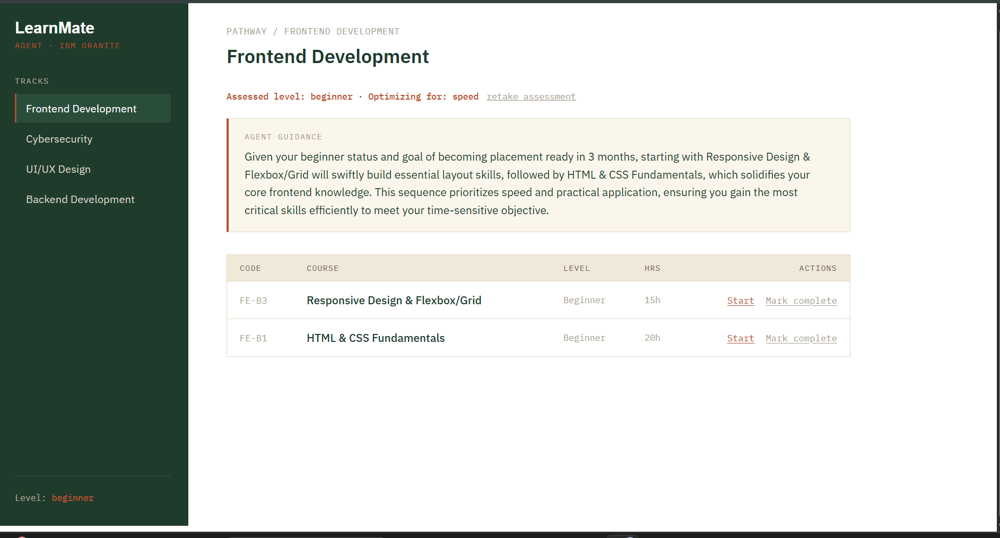 LearnMate
AGENT · IBM GRANITE
TRACKS
Frontend Development
Cybersecurity
UI/UX Design
Backend Development
Level: beginner
PATHWAY / FRONTEND DEVELOPMENT
Frontend Development
Assessed level: beginner · Optimizing for: speed retake assessment
AGENT GUIDANCE
Given your beginner status and goal of becoming placement ready in 3 months, starting with Responsive Design &
Flexbox/Grid will swiftly build essential layout skills, followed by HTML & CSS Fundamentals, which solidifies your
core frontend knowledge. This sequence prioritizes speed and practical application, ensuring you gain the most
critical skills efficiently to meet your time-sensitive objective.
CODE COURSE LEVEL HRS ACTIONS
FE-B3 Responsive Design & Flexbox/Grid Beginner 15h Start Mark complete
FE-B1 HTML & CSS Fundamentals Beginner 20h Start Mark complete